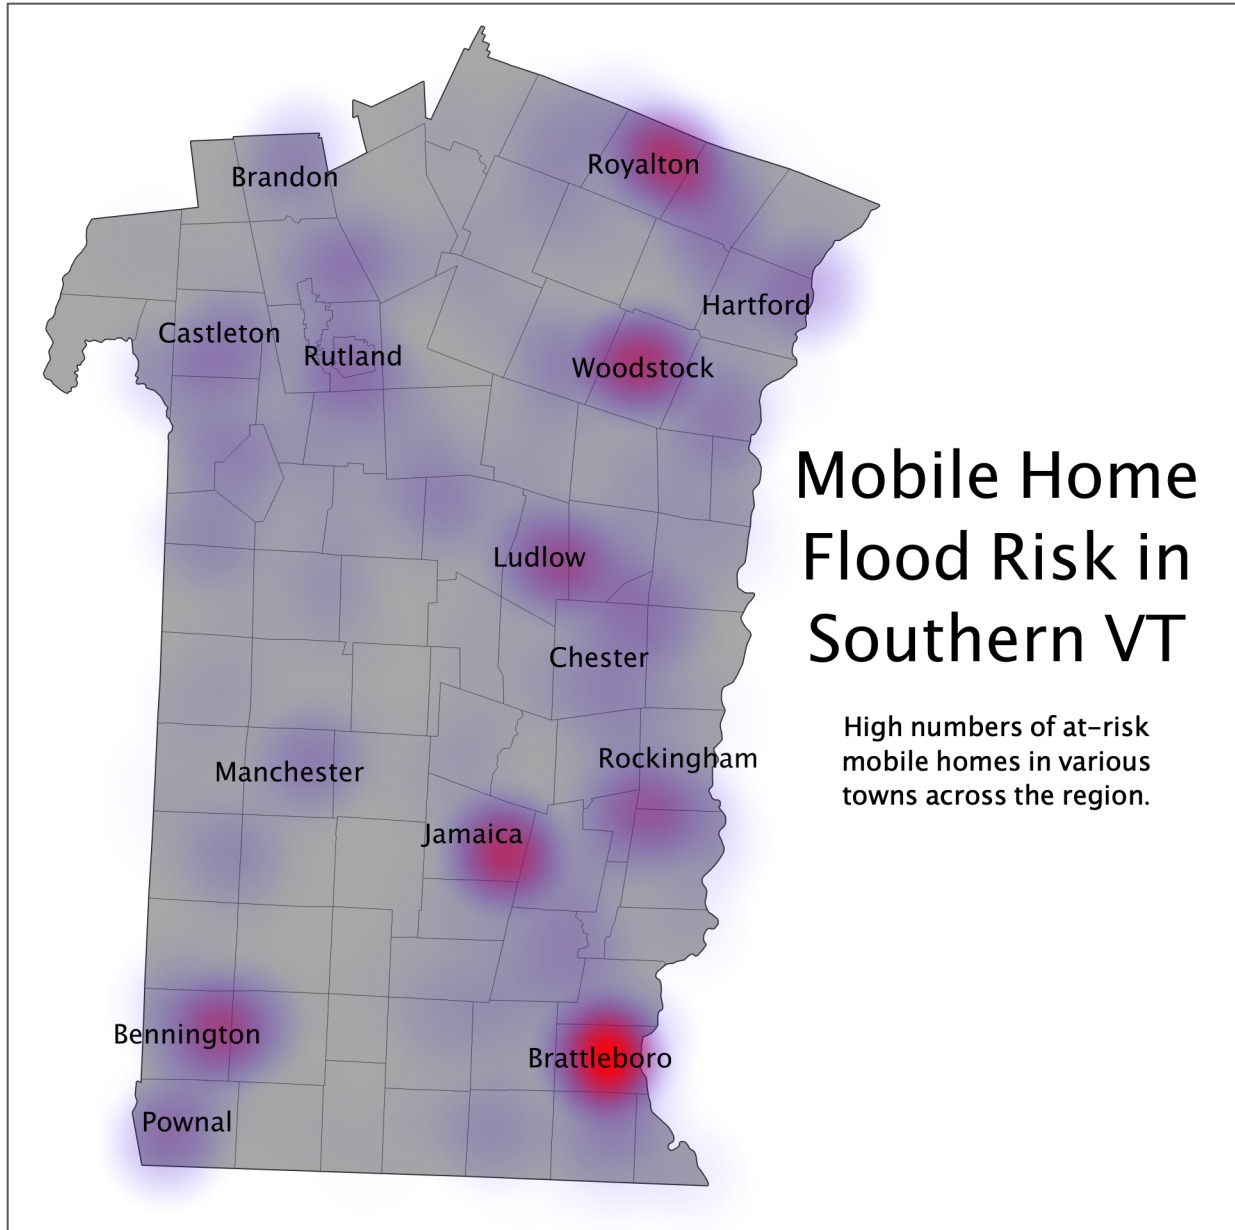 Brandon
Royalton
Hartford
Castleton
Rutland
Woodstock
Mobile Home
Flood Risk in
Southern VT
Ludlow
Chester
High numbers of at-risk
mobile homes in various
towns across the region.
Rockingham
Manchester
Jamaica
Bennington
Brattleboro
Pownal